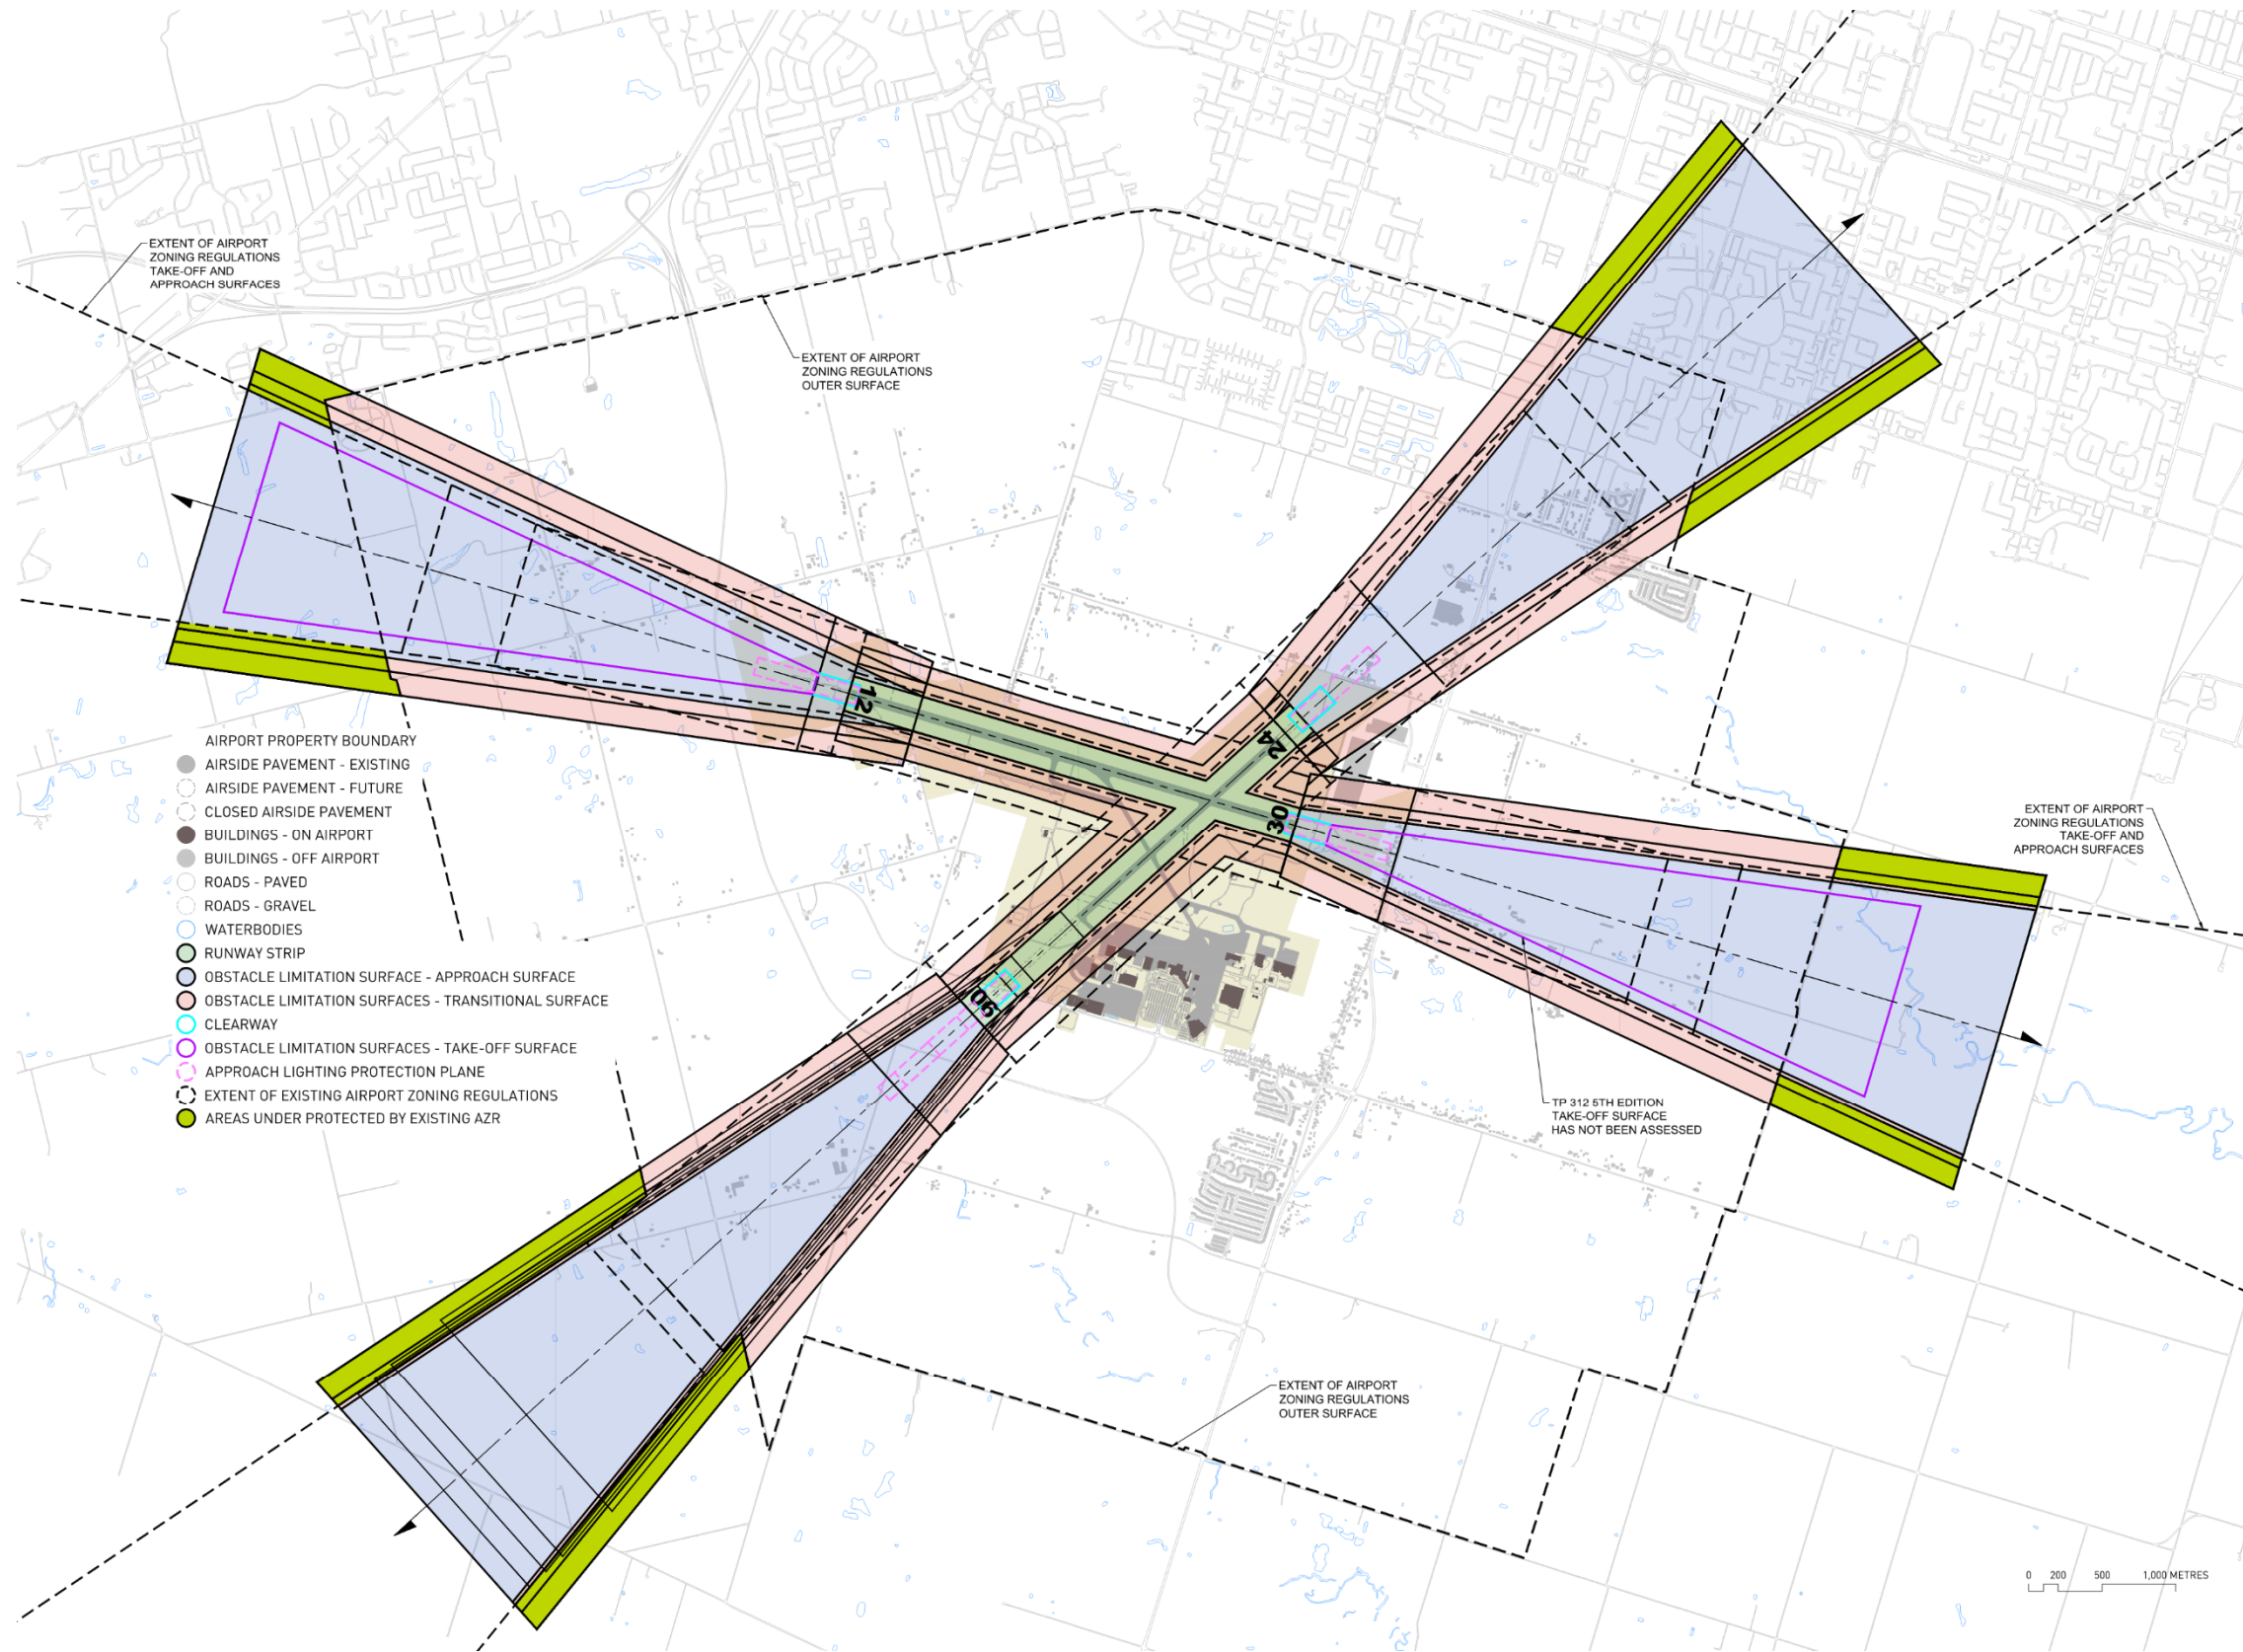 EXTENT OF AIRPORT
ZONING REGULATIONS
TAKE-OFF AND
APPROACH SURFACES
EXTENT OF AIRPORT
ZONING REGULATIONS
OUTER SURFACE
12
24
30
06
AIRPORT PROPERTY BOUNDARY
AIRSIDE PAVEMENT - EXISTING
AIRSIDE PAVEMENT - FUTURE
CLOSED AIRSIDE PAVEMENT
BUILDINGS - ON AIRPORT
BUILDINGS - OFF AIRPORT
ROADS - PAVED
ROADS - GRAVEL
WATERBODIES
RUNWAY STRIP
OBSTACLE LIMITATION SURFACE - APPROACH SURFACE
OBSTACLE LIMITATION SURFACES - TRANSITIONAL SURFACE
CLEARWAY
OBSTACLE LIMITATION SURFACES - TAKE-OFF SURFACE
APPROACH LIGHTING PROTECTION PLANE
EXTENT OF EXISTING AIRPORT ZONING REGULATIONS
AREAS UNDER PROTECTED BY EXISTING AZR
EXTENT OF AIRPORT
ZONING REGULATIONS
TAKE-OFF AND
APPROACH SURFACES
TP 312 5TH EDITION
TAKE-OFF SURFACE
HAS NOT BEEN ASSESSED
EXTENT OF AIRPORT
ZONING REGULATIONS
OUTER SURFACE
0 200 500 1,000 METRES